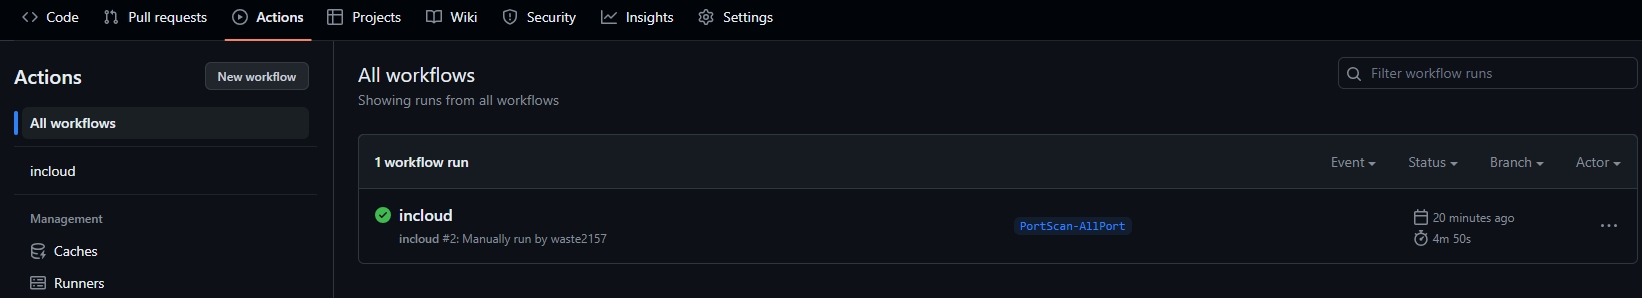 Code Pull requests Actions Projects Wiki Security Insights Settings
Actions New workflow
All workflows
incloud
Management
Caches
Runners
All workflows
Showing runs from all workflows
Filter workflow runs
1 workflow run Event Status Branch Actor
incloud
incloud #2: Manually run by waste2157
PortScan-AllPort
20 minutes ago
4m 50s